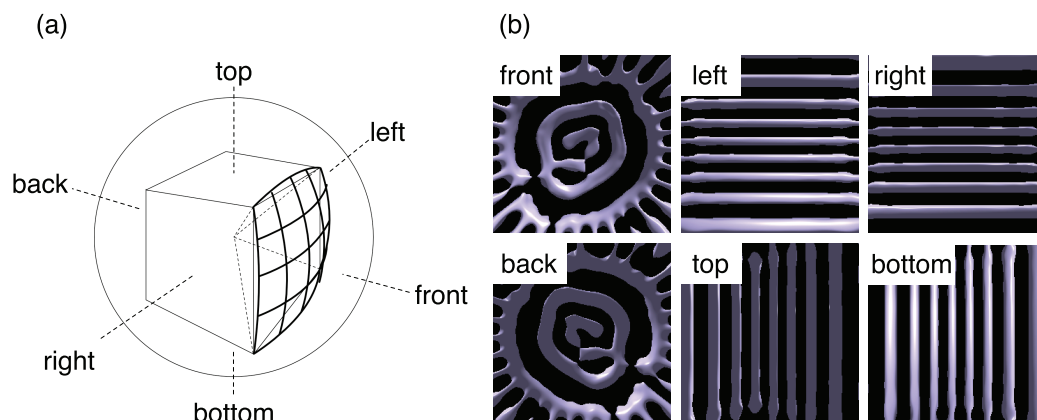 (a)
(b)
top
left
back
front
right
bottom
front
left
right
back
top
bottom